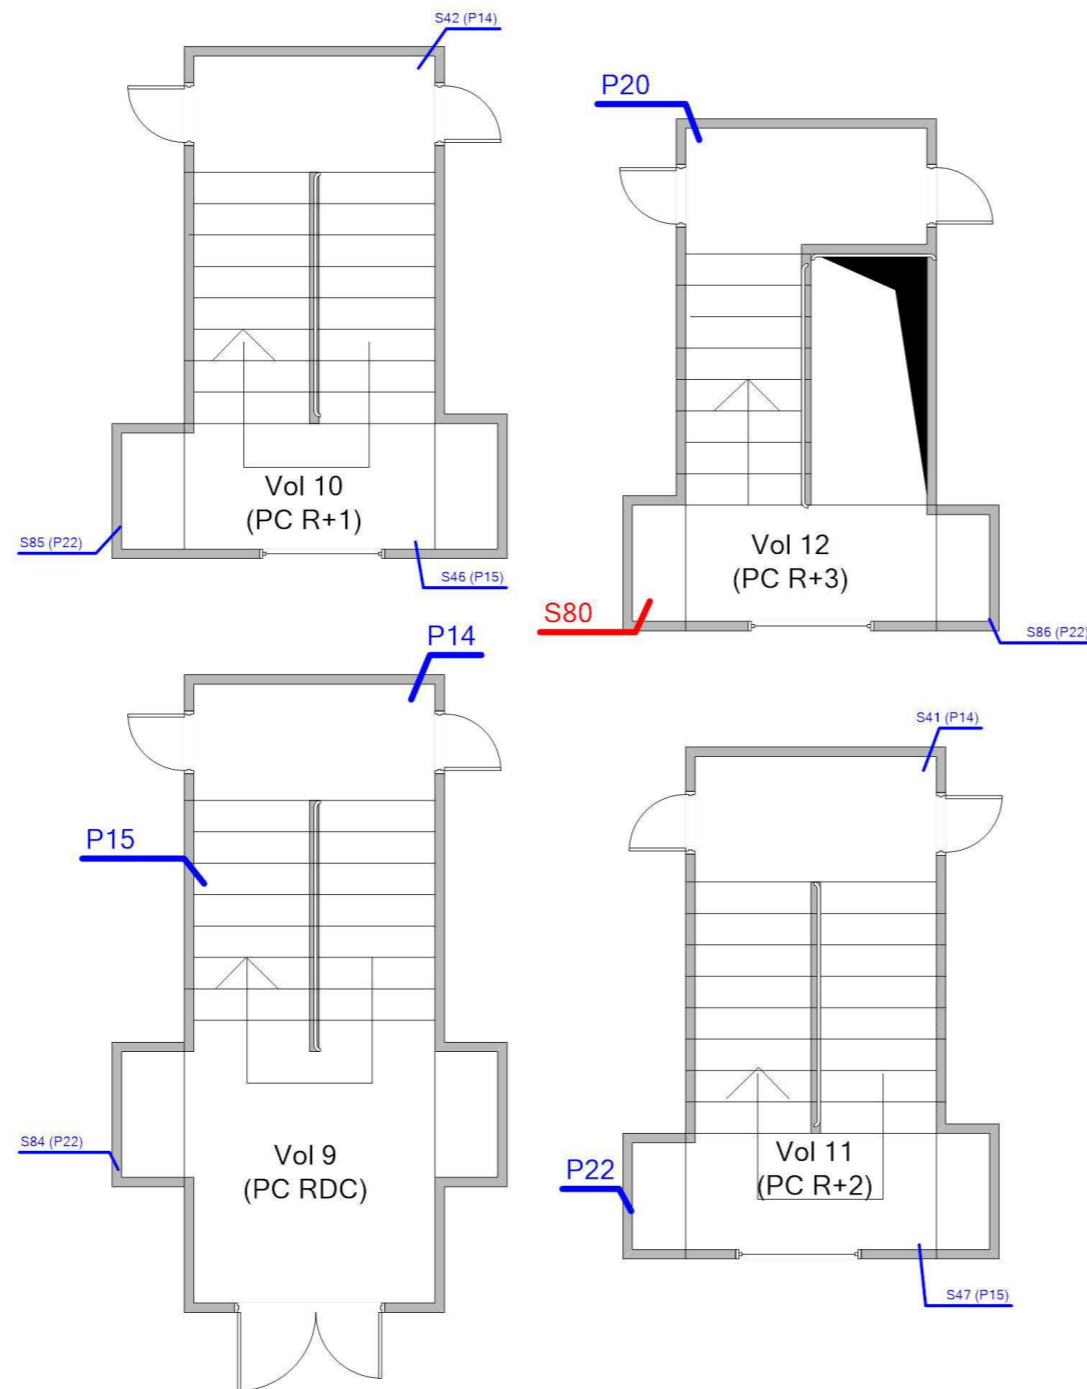 S42 (P14)
P20
Vol 10
(PC R+1)
S85 (P22)
S46 (P15)
Vol 12
(PC R+3)
S80
S86 (P22)
P14
P15
S84 (P22)
Vol 9
(PC RDC)
S41 (P14)
Vol 11
(PC R+2)
P22
S47 (P15)